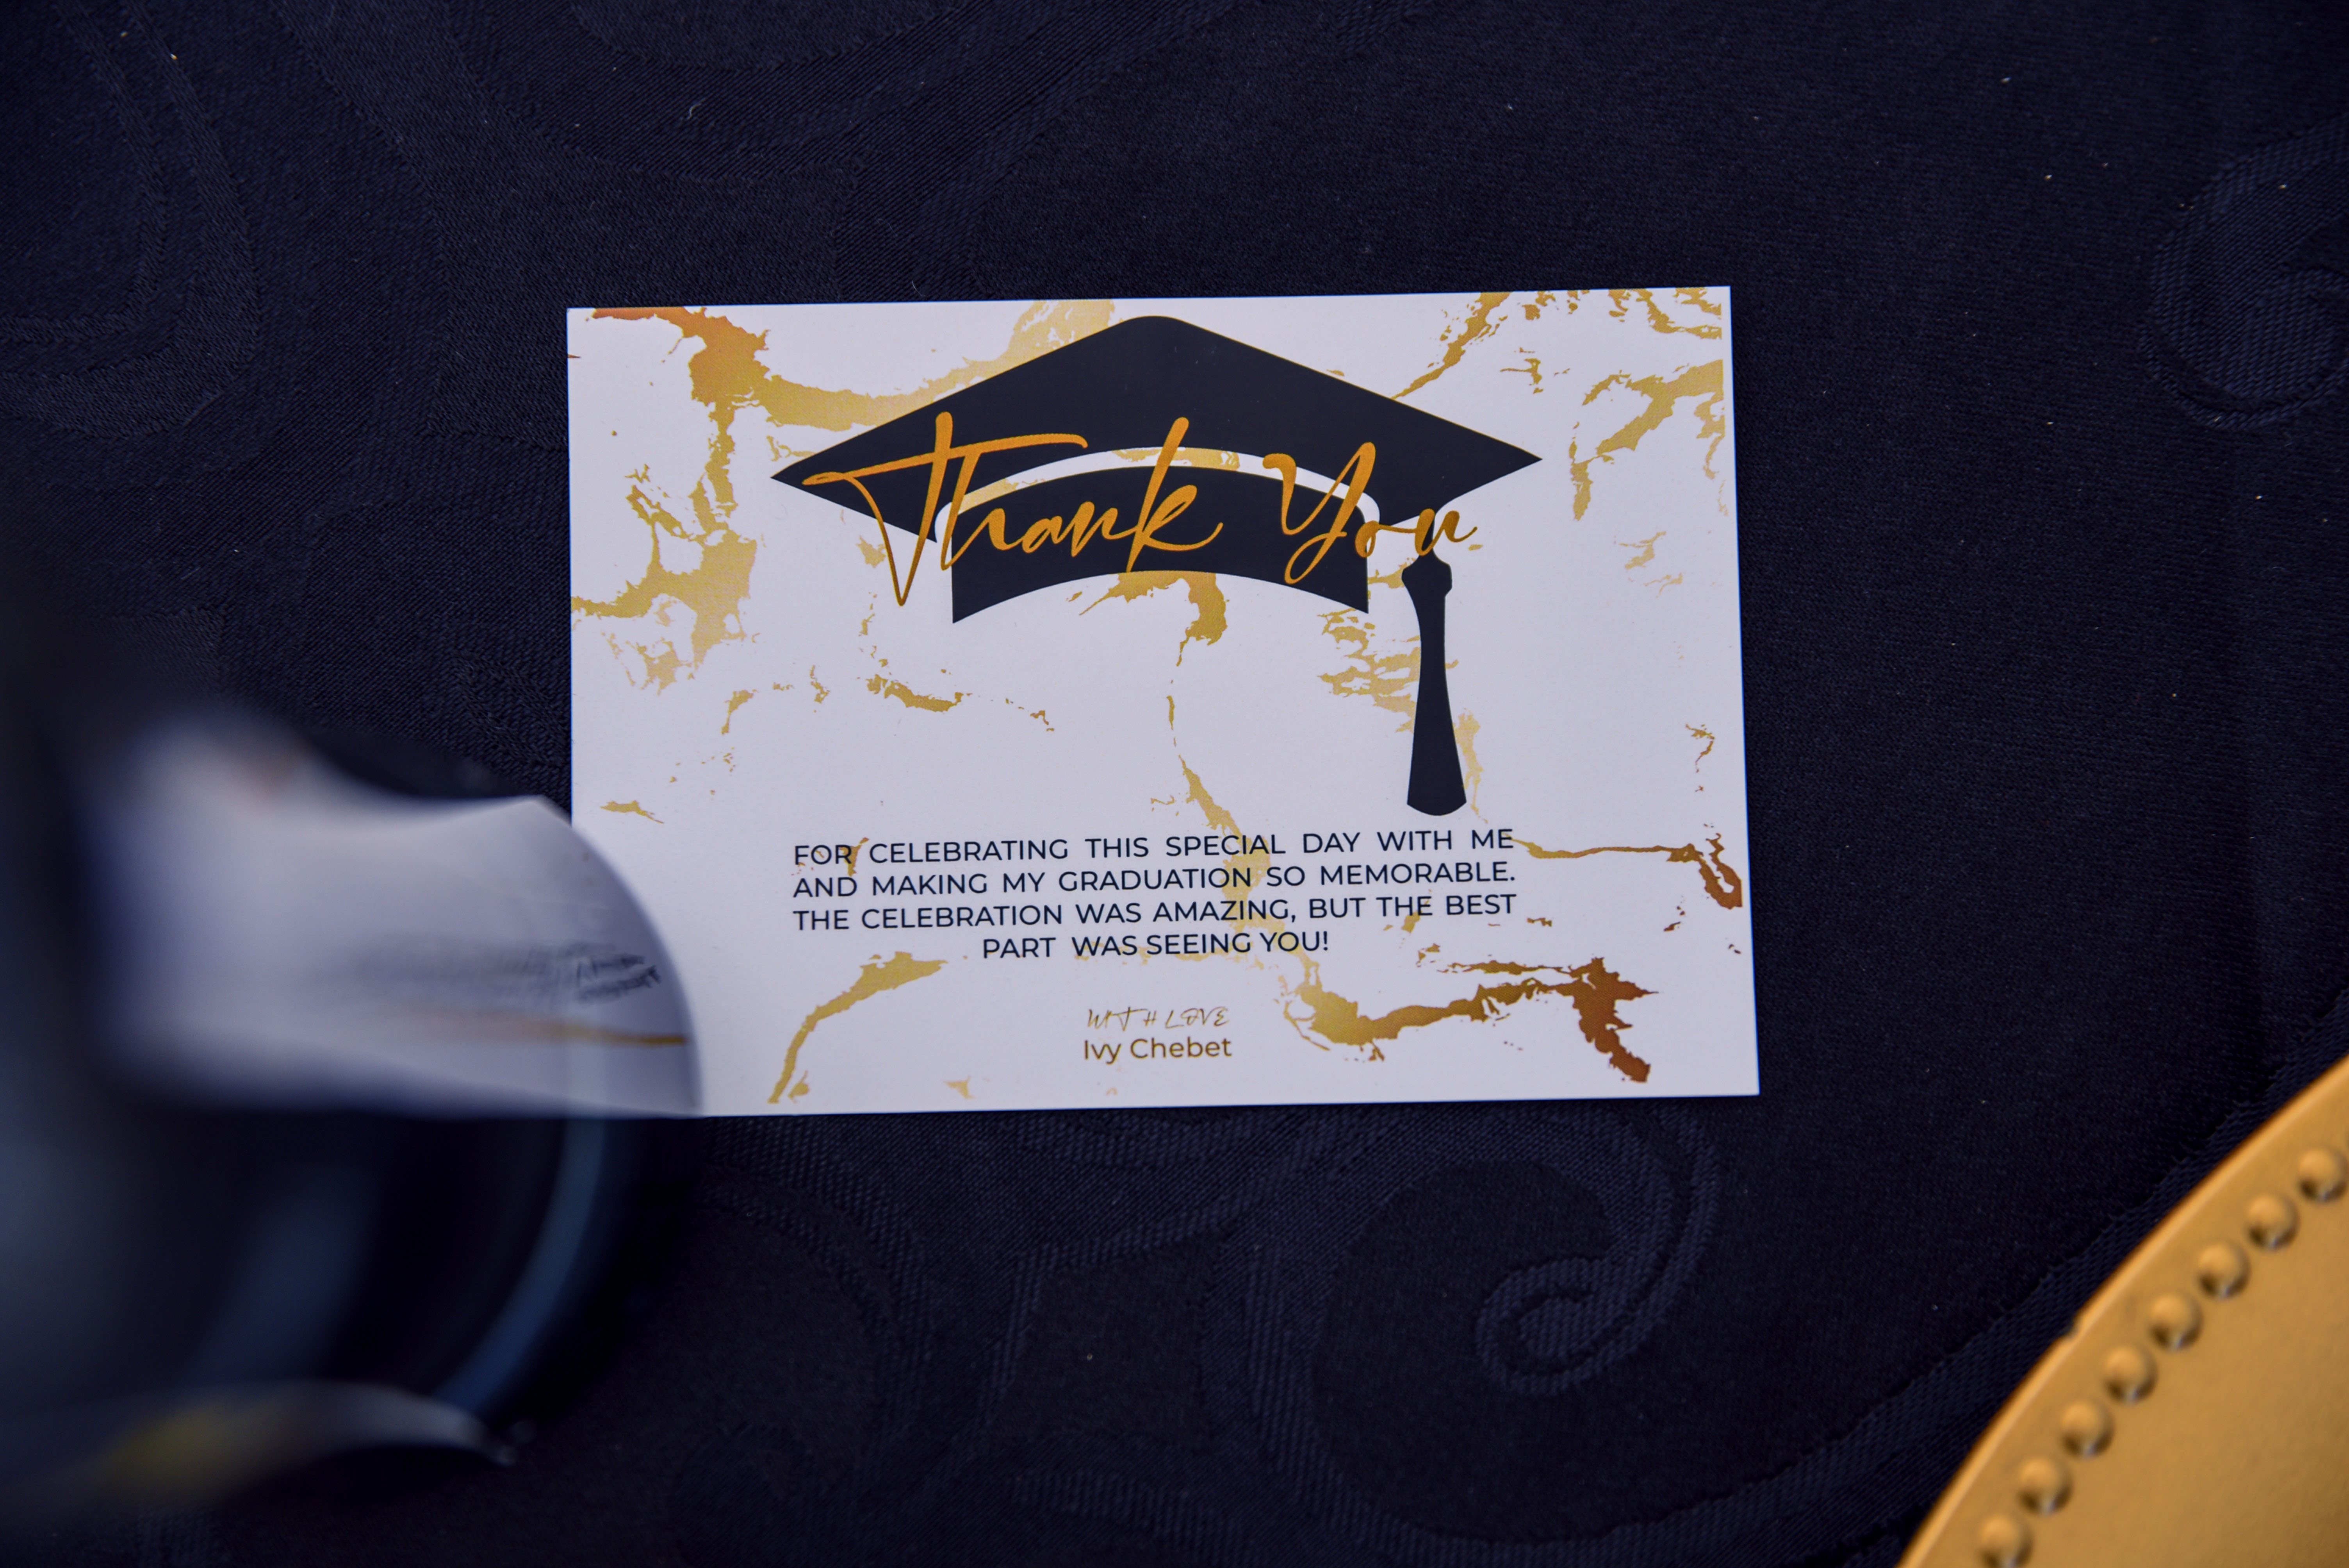 Thank You
FOR CELEBRATING THIS SPECIAL DAY WITH ME
AND MAKING MY GRADUATION SO MEMORABLE.
THE CELEBRATION WAS AMAZING, BUT THE BEST
PART WAS SEEING YOU!
WITH LOVE
Ivy Chebet